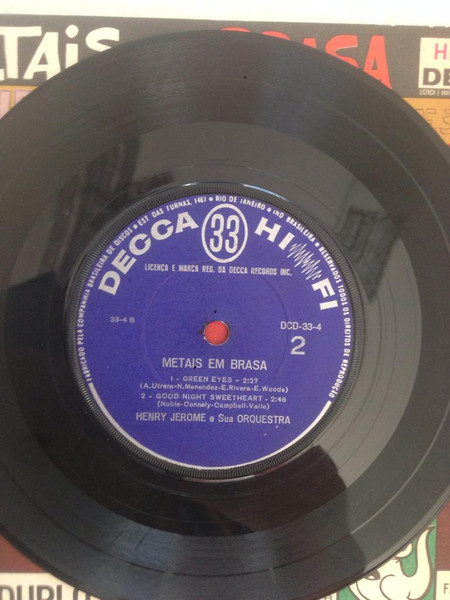 TAiS
BRASA
H
DE
FABRICADO PELA COMPANHIA BRASILEIRA DE DISCOS • EST. DAS FURNAS, 1467 • RIO DE JANEIRO • IND. BRASILEIRA • RESERVADOS TODOS OS DIREITOS DE REPRODUÇÃO
DECCA 33 HI FI
LICENÇA E MARCA REG. DA DECCA RECORDS INC.
33-4 B
DCD-33-4
2
METAIS EM BRASA
1 - GREEN EYES - 2:27
(A.Utrera-N.Menendez-E.Rivera-E.Woods)
2 - GOOD NIGHT SWEETHEART - 2:48
(Noble-Connely-Campbell-Valle)
HENRY JEROME e Sua ORQUESTRA
DUPLO